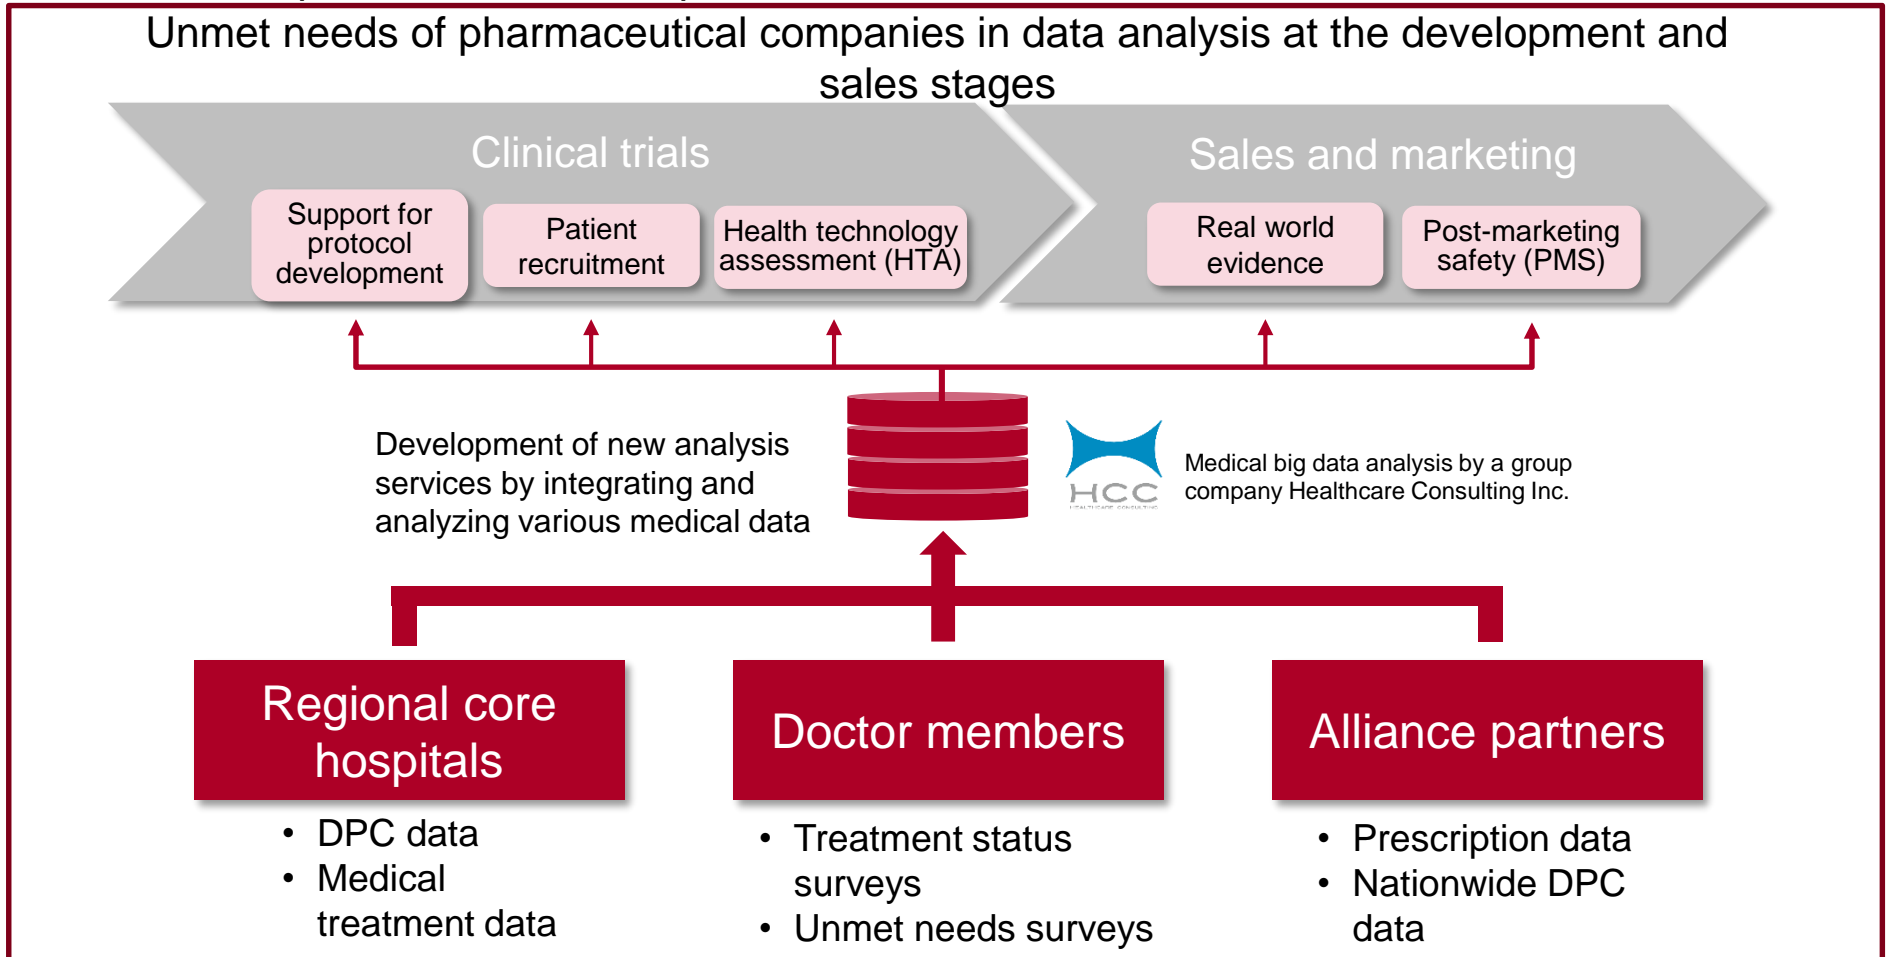 Unmet needs of pharmaceutical companies in data analysis at the development and
sales stages
Clinical trials
Sales and marketing
Support for
protocol
development
Patient
recruitment
Health technology
assessment (HTA)
Real world
evidence
Post-marketing
safety (PMS)
Development of new analysis
services by integrating and
analyzing various medical data
HCC
HEALTHCARE CONSULTING
Medical big data analysis by a group
company Healthcare Consulting Inc.
Regional core
hospitals
Doctor members
Alliance partners
• DPC data
• Medical
treatment data
• Treatment status
surveys
• Unmet needs surveys
• Prescription data
• Nationwide DPC
data